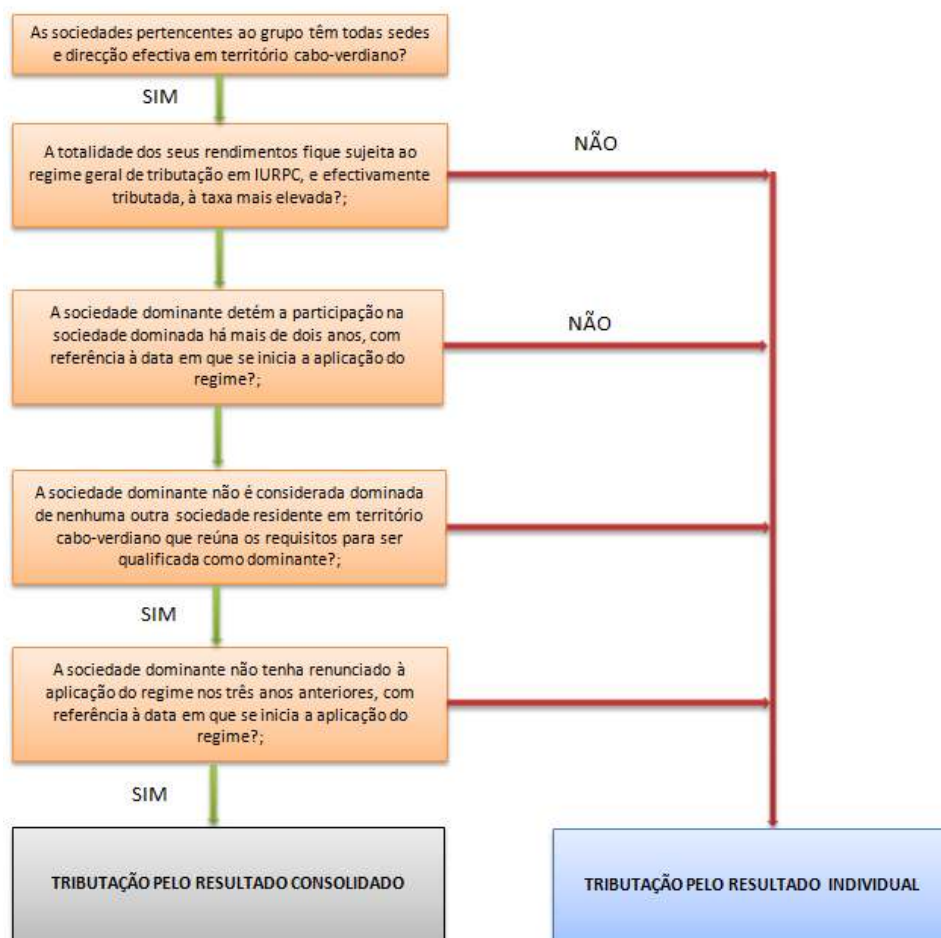 As sociedades pertencentes ao grupo têm todas sedes
e direcção efectiva em território cabo-verdiano?
SIM
A totalidade dos seus rendimentos fique sujeita ao
regime geral de tributação em IURPC, e efectivamente
tributada, à taxa mais elevada?;
NÃO
A sociedade dominante detém a participação na
sociedade dominada há mais de dois anos, com
referência à data em que se inicia a aplicação do
regime?;
NÃO
A sociedade dominante não é considerada dominada
de nenhuma outra sociedade residente em território
cabo-verdiano que reúna os requisitos para ser
qualificada como dominante?;
SIM
A sociedade dominante não tenha renunciado à
aplicação do regime nos três anos anteriores, com
referência à data em que se inicia a aplicação do
regime?;
SIM
TRIBUTAÇÃO PELO RESULTADO CONSOLIDADO
TRIBUTAÇÃO PELO RESULTADO INDIVIDUAL